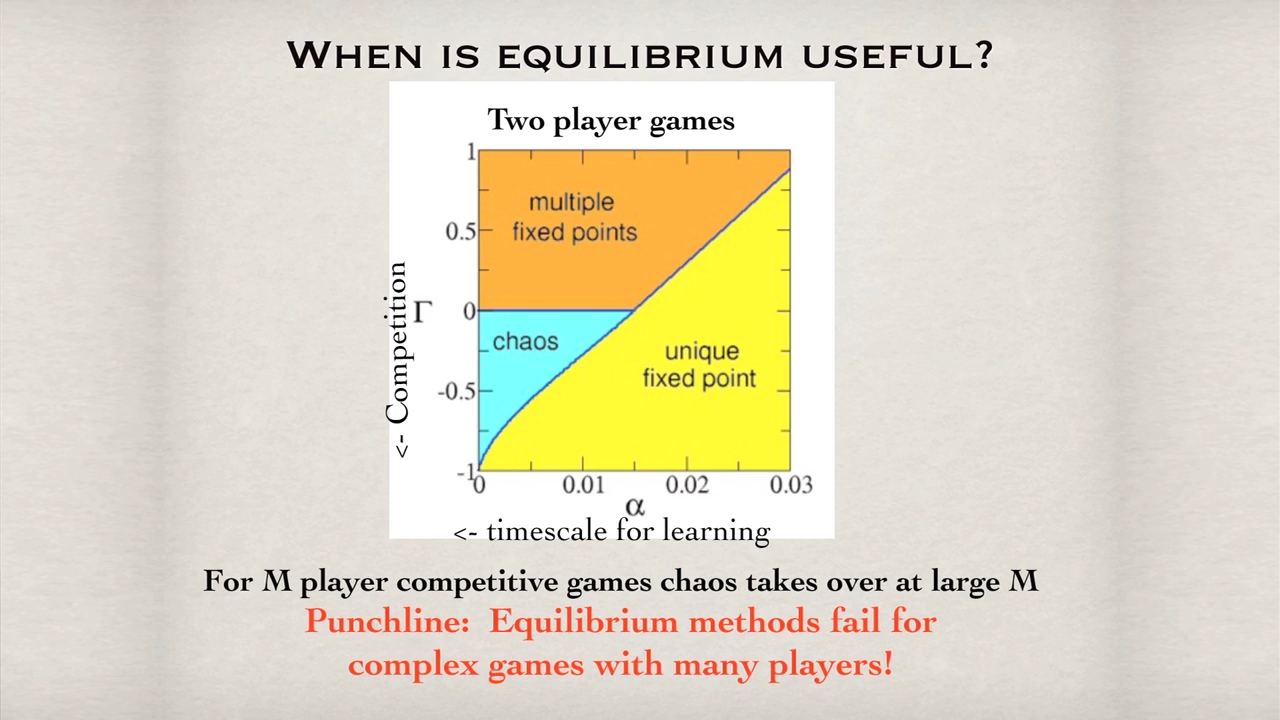 WHEN IS EQUILIBRIUM USEFUL?
Two player games
1
0.5
0
-0.5
-1
<- Competition
Γ
multiple
fixed points
chaos
unique
fixed point
0
0.01
0.02
0.03
α
<- timescale for learning
For M player competitive games chaos takes over at large M
Punchline: Equilibrium methods fail for
complex games with many players!